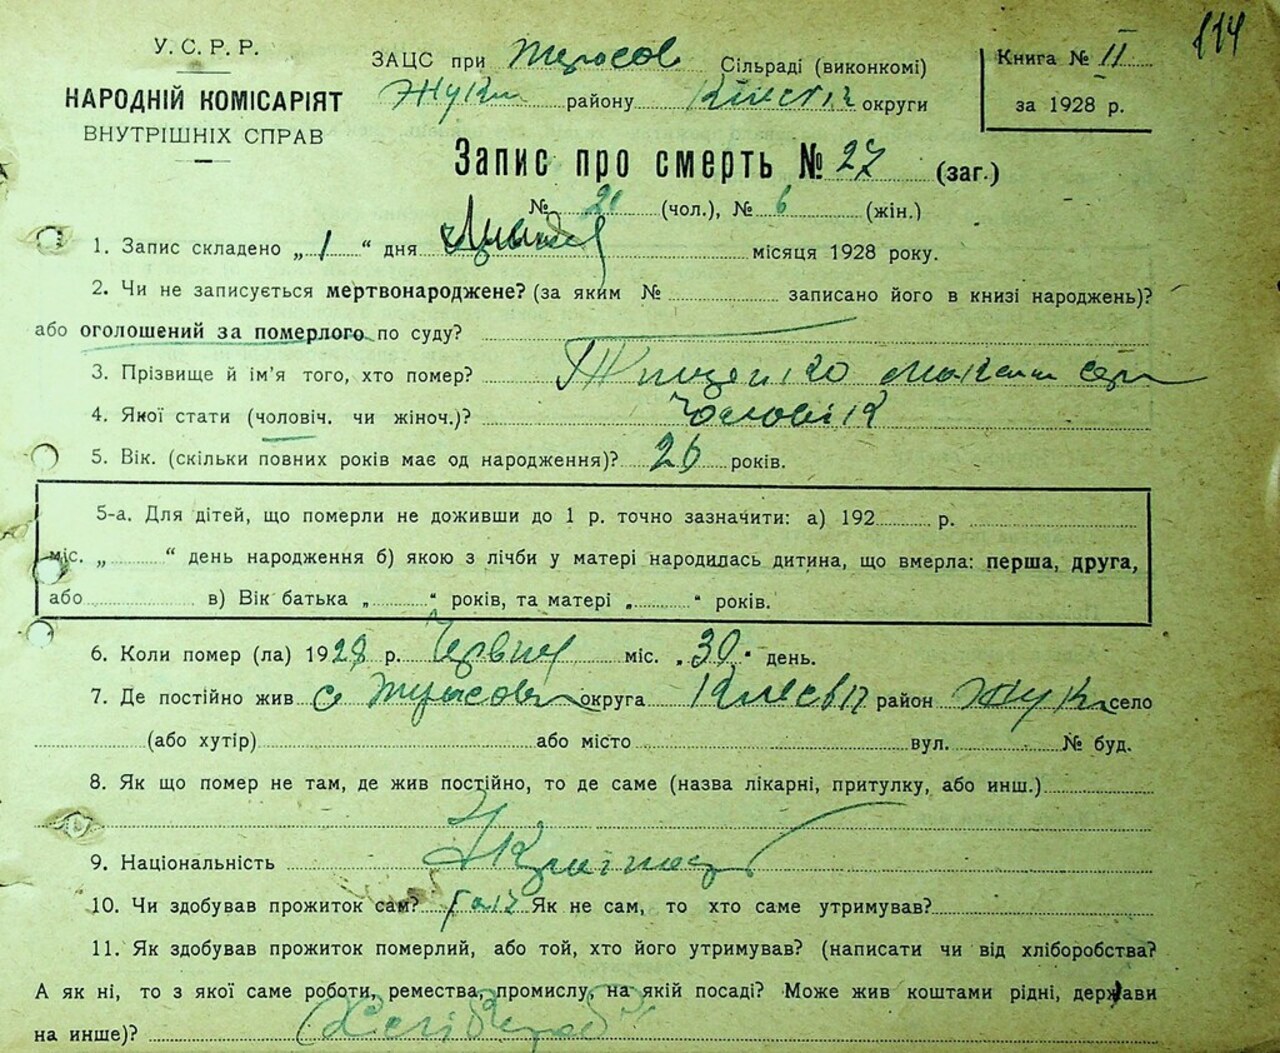 114
У. С. Р. Р.
НАРОДНІЙ КОМІСАРІЯТ
ВНУТРІШНІХ СПРАВ
ЗАЦС при Сільраді (виконкомі)
Жук району Київськ округи
Книга № 11
за 1928 р.
Запис про смерть № 27 (заг.)
№ 21 (чол.), № 6 (жін.)
1. Запис складено „ 1 “ дня місяця 1928 року.
2. Чи не записується мертвонароджене? (за яким № записано його в книзі народжень)?
або оголошений за померлого по суду?
3. Прізвище й ім'я того, хто помер? Тищенко
4. Якої стати (чоловіч. чи жіноч.)? Чоловік
5. Вік. (скільки повних років має од народження)? 26 років.
5-а. Для дітей, що померли не доживши до 1 р. точно зазначити: а) 192 р.
міс. „ “ день народження б) якою з лічби у матері народилась дитина, що вмерла: перша, друга,
або в) Вік батька „ “ років, та матері „ “ років.
6. Коли помер (ла) 1928 р. Червня міс. „30“ день.
7. Де постійно жив с округа Київськ район Жук село
(або хутір) або місто вул. № буд.
8. Як що помер не там, де жив постійно, то де саме (назва лікарні, притулку, або инш.)
9. Національність Українець
10. Чи здобував прожиток сам? Як не сам, то хто саме утримував?
11. Як здобував прожиток померлий, або той, хто його утримував? (написати чи від хліборобства?
А як ні, то з якої саме роботи, ремества, промислу, на якій посаді? Може жив коштами рідні, держави
на инше)? Хлібороб